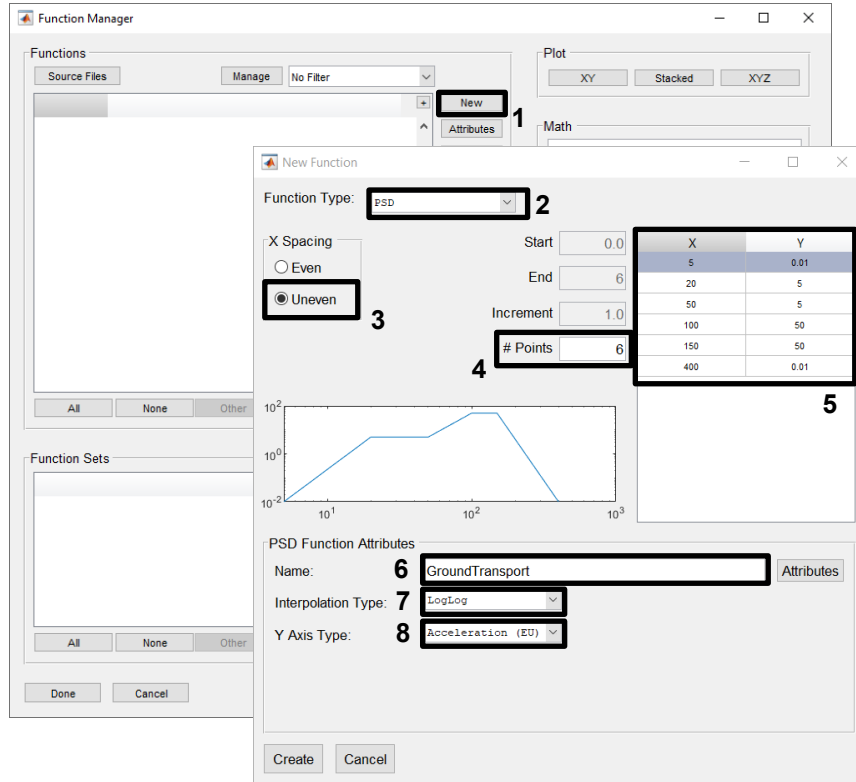 Function Manager
Functions
Source Files
Manage
No Filter
+
New
1
Attributes
Plot
XY
Stacked
XYZ
Math
All
None
Other
Function Sets
All
None
Other
Done
Cancel
New Function
Function Type:
PSD
2
X Spacing
Even
Uneven
3
Start
0.0
End
6
Increment
1.0
# Points
6
4
X Y
5 0.01
20 5
50 5
100 50
150 50
400 0.01
5
10^2
10^0
10^-2
10^1 10^2 10^3
PSD Function Attributes
Name:
6
GroundTransport
Attributes
Interpolation Type:
7
LogLog
Y Axis Type:
8
Acceleration (EU)
Create
Cancel